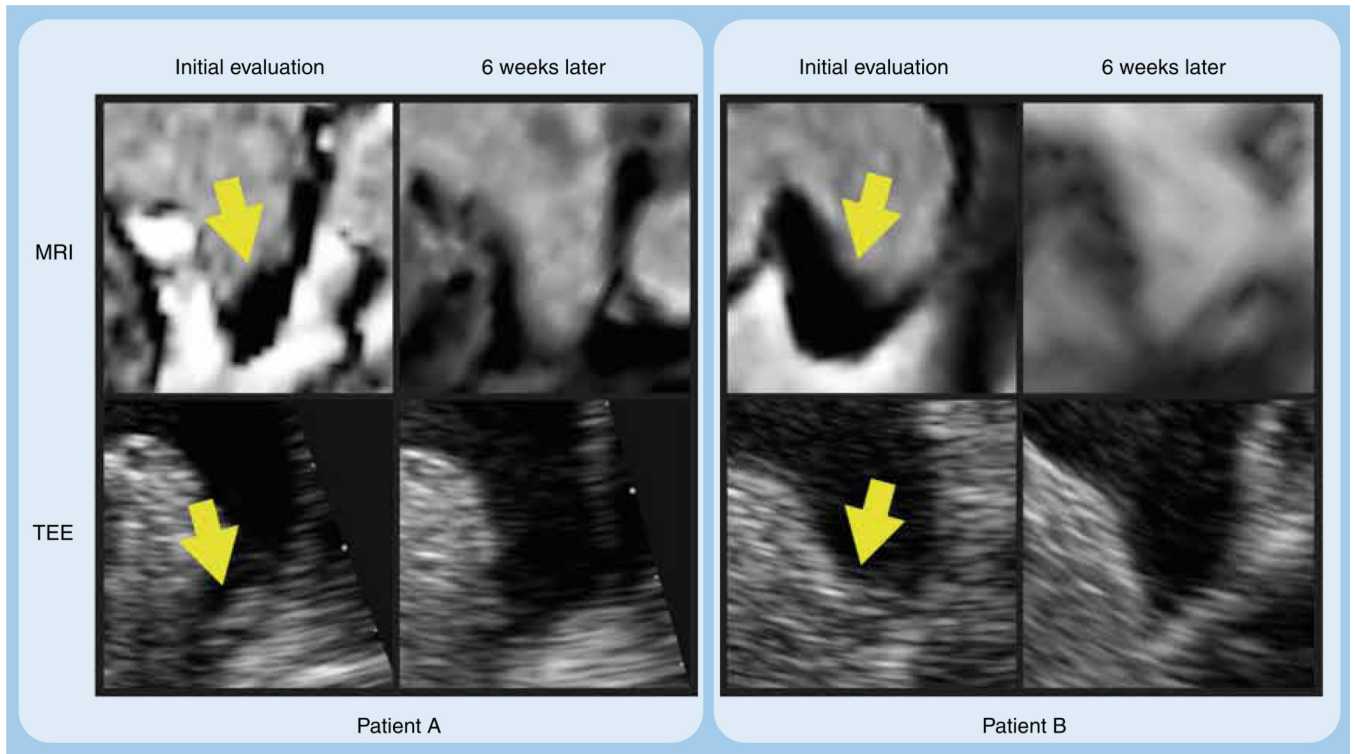 Initial evaluation
6 weeks later
Initial evaluation
6 weeks later
MRI
TEE
Patient A
Patient B